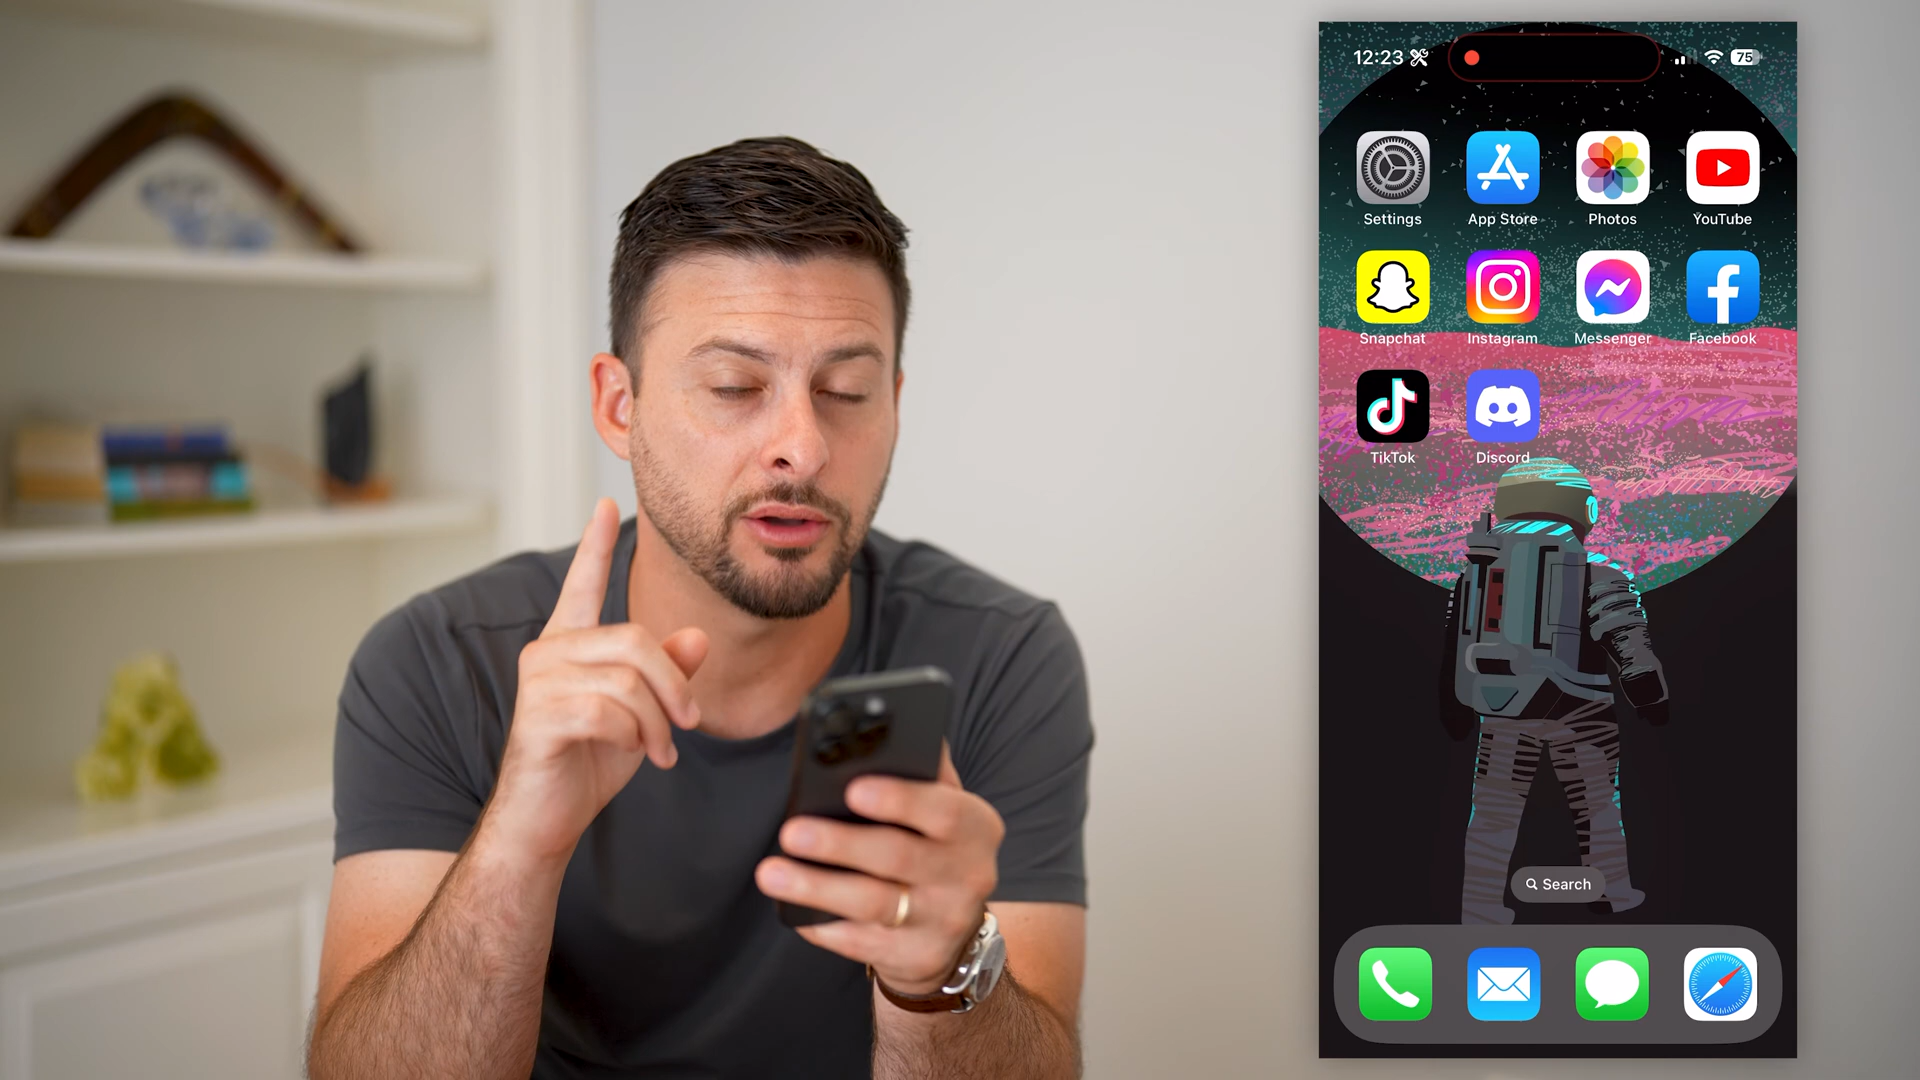 12:23
75
Settings App Store Photos YouTube
Snapchat Instagram Messenger Facebook
TikTok Discord
Search